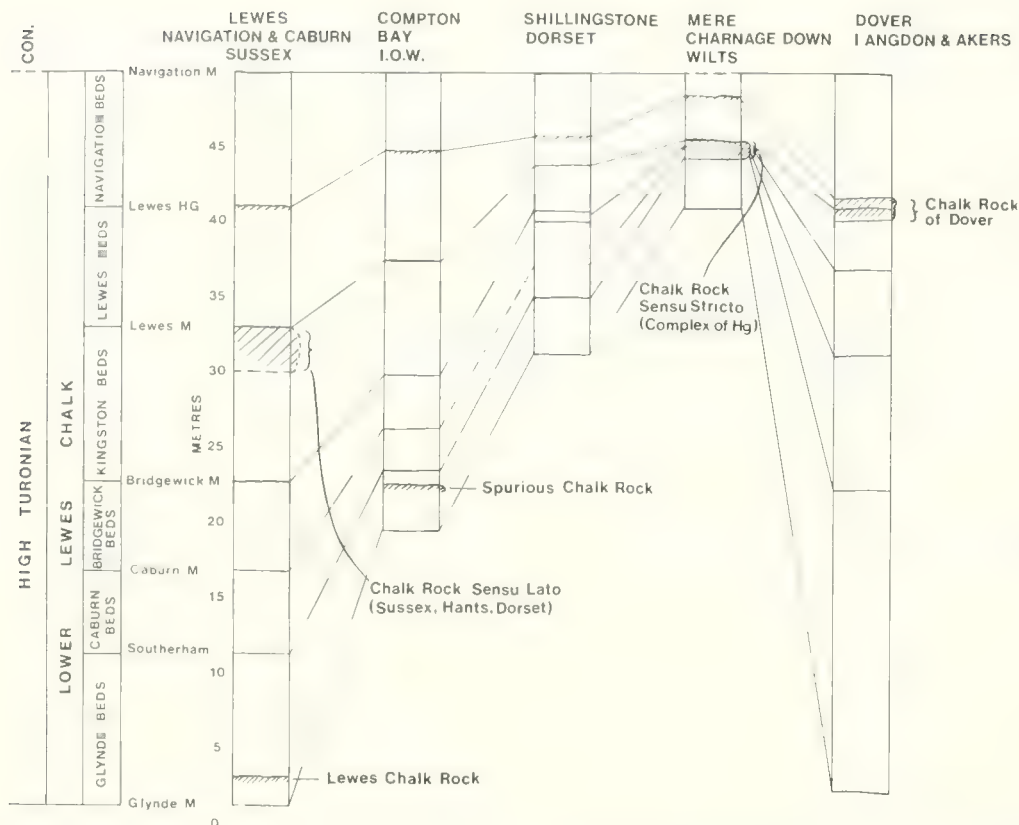 CON.
LEWES
NAVIGATION & CABURN
SUSSEX
COMPTON
BAY
I.O.W.
SHILLINGSTONE
DORSET
MERE
CHARNAGE DOWN
WILTS
DOVER
LANGDON & AKERS
HIGH TURONIAN
LOWER LEWES CHALK
NAVIGATION BEDS
LEWES BEDS
KINGSTON BEDS
BRIDGEWICK
BEDS
CABURN
BEDS
GLYNDE BEDS
Navigation M
Lewes HG
Lewes M
Bridgewick M
Caburn M
Southerham
Glynde M
METRES
45
40
35
30
25
20
15
10
5
0
Chalk Rock
of Dover
Chalk Rock
Sensu Stricto
(Complex of Hg)
Spurious Chalk Rock
Chalk Rock Sensu Lato
(Sussex, Hants, Dorset)
Lewes Chalk Rock